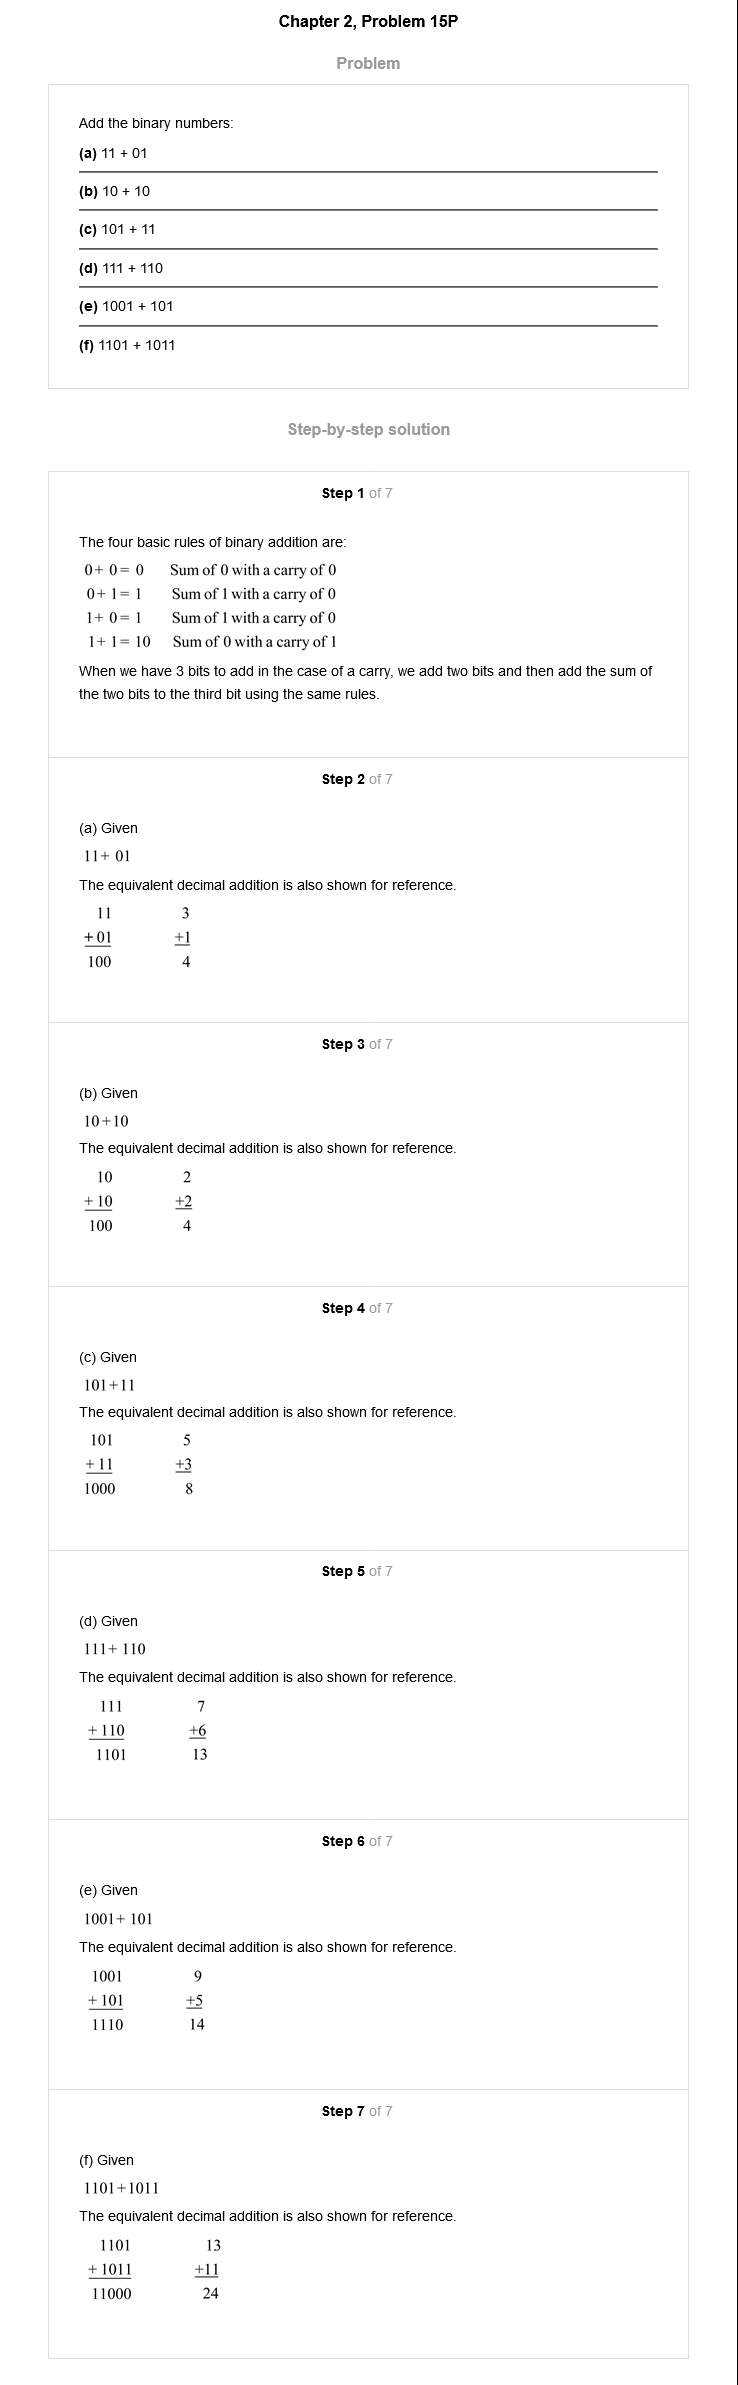 Chapter 2, Problem 15P
Problem
Add the binary numbers:
(a) 11 + 01
(b) 10 + 10
(c) 101 + 11
(d) 111 + 110
(e) 1001 + 101
(f) 1101 + 1011
Step-by-step solution
Step 1 of 7
The four basic rules of binary addition are:
0+ 0= 0 Sum of 0 with a carry of 0
0+ 1= 1 Sum of 1 with a carry of 0
1+ 0= 1 Sum of 1 with a carry of 0
1+ 1= 10 Sum of 0 with a carry of 1
When we have 3 bits to add in the case of a carry, we add two bits and then add the sum of
the two bits to the third bit using the same rules.
Step 2 of 7
(a) Given
11+ 01
The equivalent decimal addition is also shown for reference.
11 3
+ 01 +1
100 4
Step 3 of 7
(b) Given
10+10
The equivalent decimal addition is also shown for reference.
10 2
+ 10 +2
100 4
Step 4 of 7
(c) Given
101+11
The equivalent decimal addition is also shown for reference.
101 5
+ 11 +3
1000 8
Step 5 of 7
(d) Given
111+ 110
The equivalent decimal addition is also shown for reference.
111 7
+ 110 +6
1101 13
Step 6 of 7
(e) Given
1001+ 101
The equivalent decimal addition is also shown for reference.
1001 9
+ 101 +5
1110 14
Step 7 of 7
(f) Given
1101+1011
The equivalent decimal addition is also shown for reference.
1101 13
+ 1011 +11
11000 24